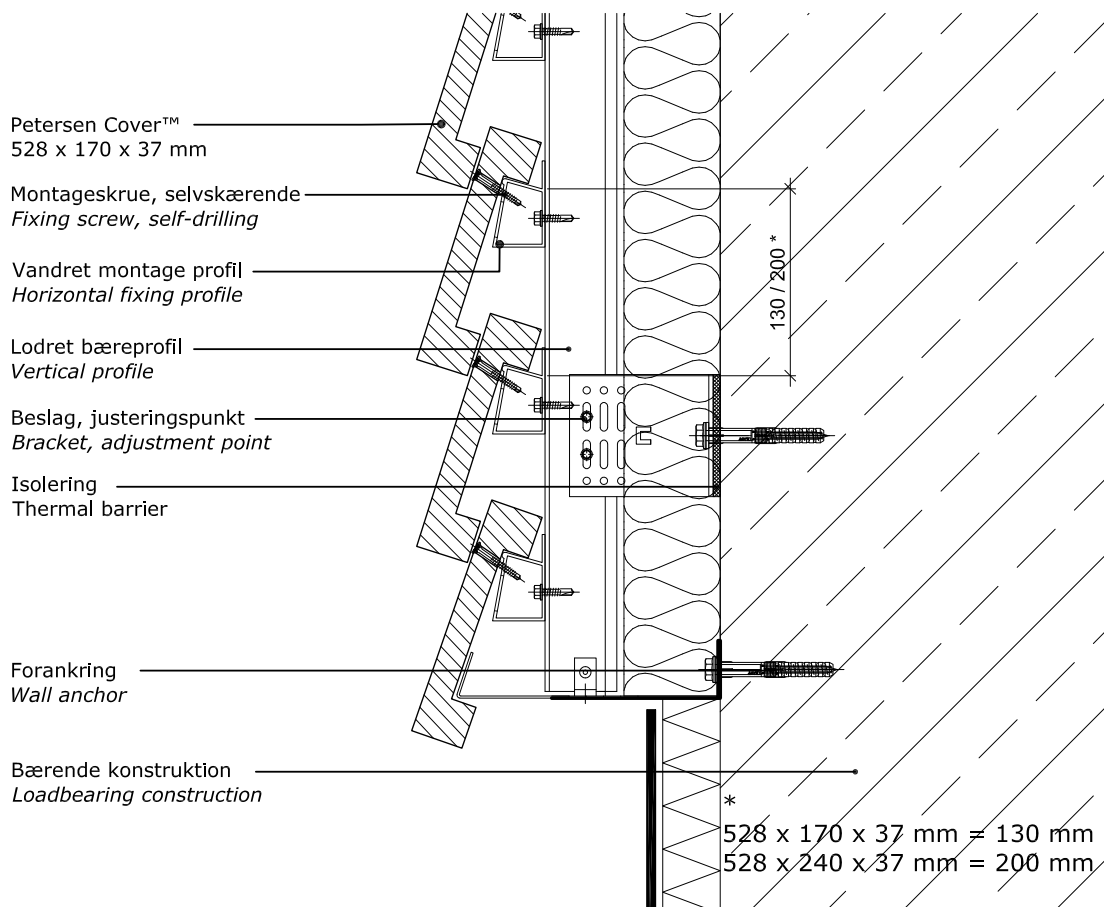 Petersen Cover™
528 x 170 x 37 mm
Montageskrue, selvskærende
Fixing screw, self-drilling
Vandret montage profil
Horizontal fixing profile
Lodret bæreprofil
Vertical profile
Beslag, justeringspunkt
Bracket, adjustment point
Isolering
Thermal barrier
Forankring
Wall anchor
Bærende konstruktion
Loadbearing construction
130 / 200 *
*
528 x 170 x 37 mm = 130 mm
528 x 240 x 37 mm = 200 mm